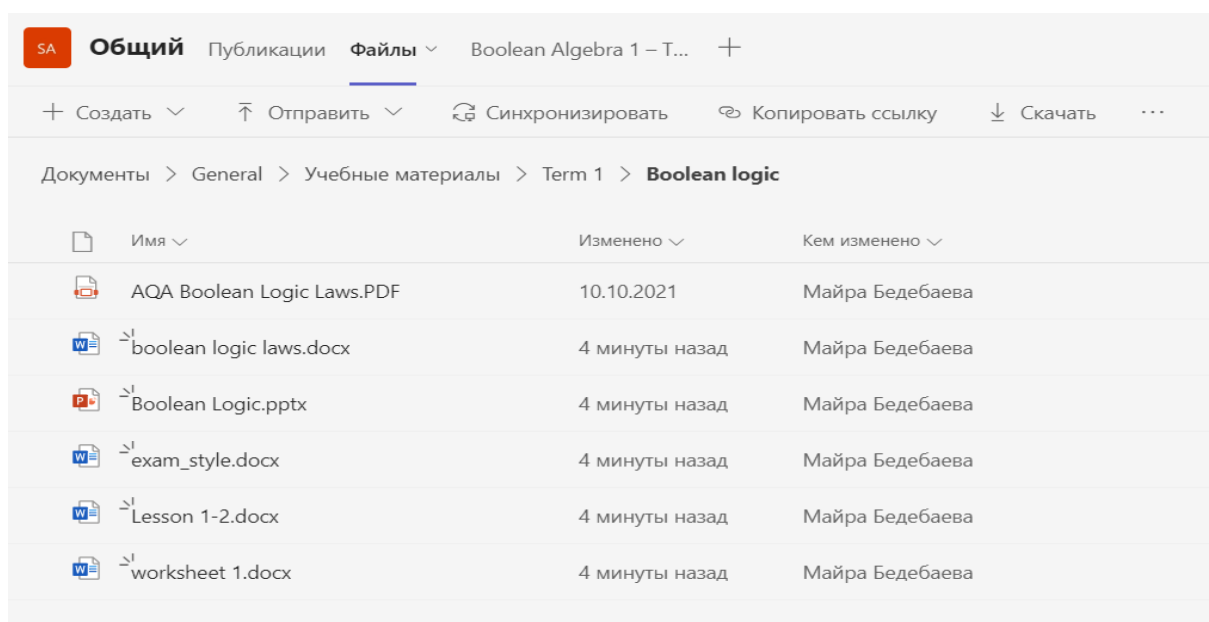 SA Общий Публикации Файлы Boolean Algebra 1 – T... +
+ Создать Отправить Синхронизировать Копировать ссылку Скачать ...
Документы > General > Учебные материалы > Term 1 > Boolean logic
Имя Изменено Кем изменено
AQA Boolean Logic Laws.PDF 10.10.2021 Майра Бедебаева
boolean logic laws.docx 4 минуты назад Майра Бедебаева
Boolean Logic.pptx 4 минуты назад Майра Бедебаева
exam_style.docx 4 минуты назад Майра Бедебаева
Lesson 1-2.docx 4 минуты назад Майра Бедебаева
worksheet 1.docx 4 минуты назад Майра Бедебаева